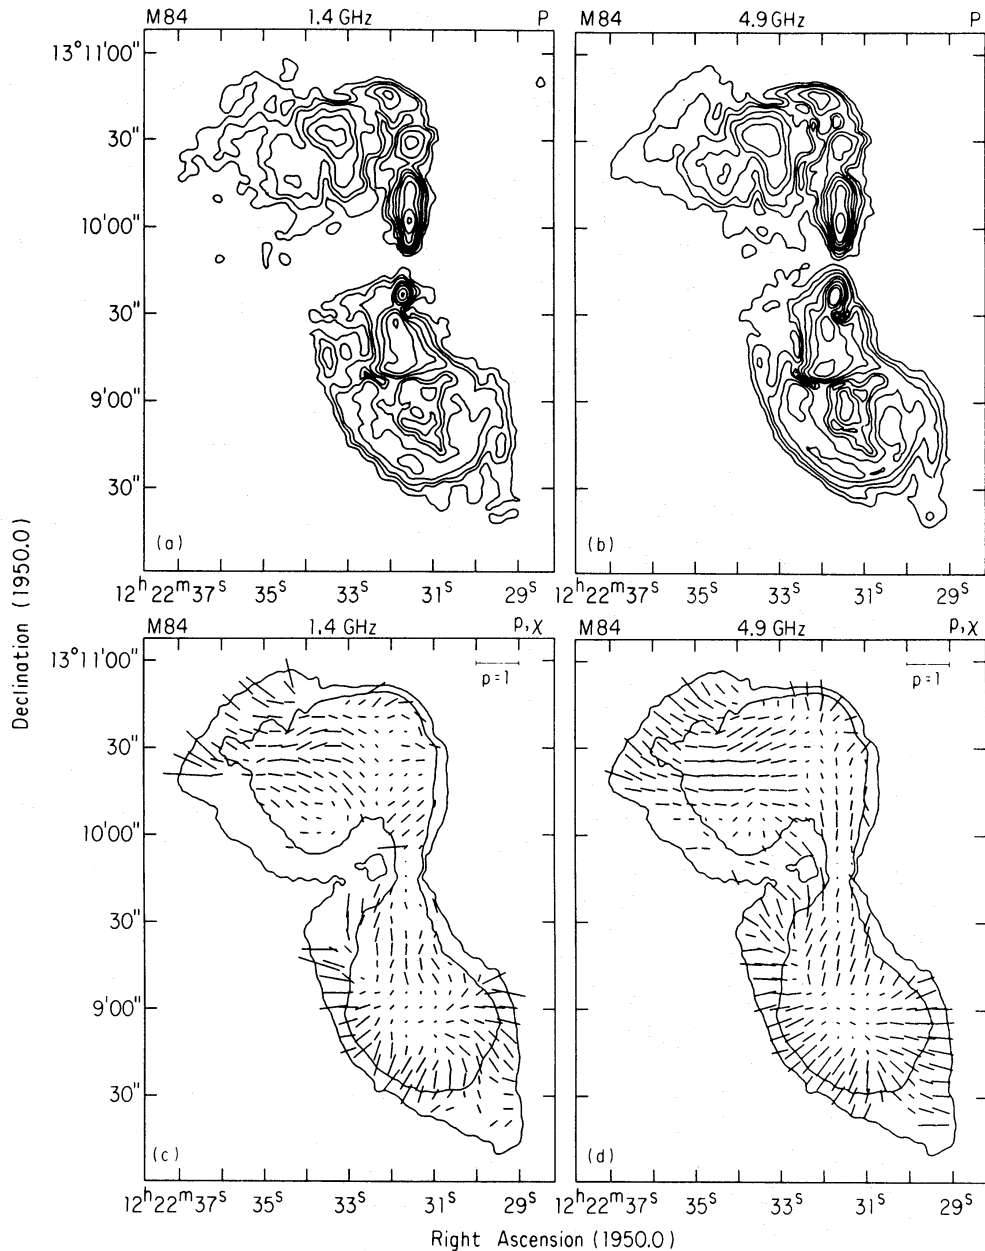 M84 1.4 GHz P
M84 4.9 GHz P
13°11'00"
30"
10'00"
30"
9'00"
30"
(a)
(b)
12ʰ22ᵐ37ˢ 35ˢ 33ˢ 31ˢ 29ˢ
12ʰ22ᵐ37ˢ 35ˢ 33ˢ 31ˢ 29ˢ
M84 1.4 GHz p,χ
M84 4.9 GHz p,χ
p=1
p=1
13°11'00"
30"
10'00"
30"
9'00"
30"
(c)
(d)
12ʰ22ᵐ37ˢ 35ˢ 33ˢ 31ˢ 29ˢ
12ʰ22ᵐ37ˢ 35ˢ 33ˢ 31ˢ 29ˢ
Declination (1950.0)
Right Ascension (1950.0)